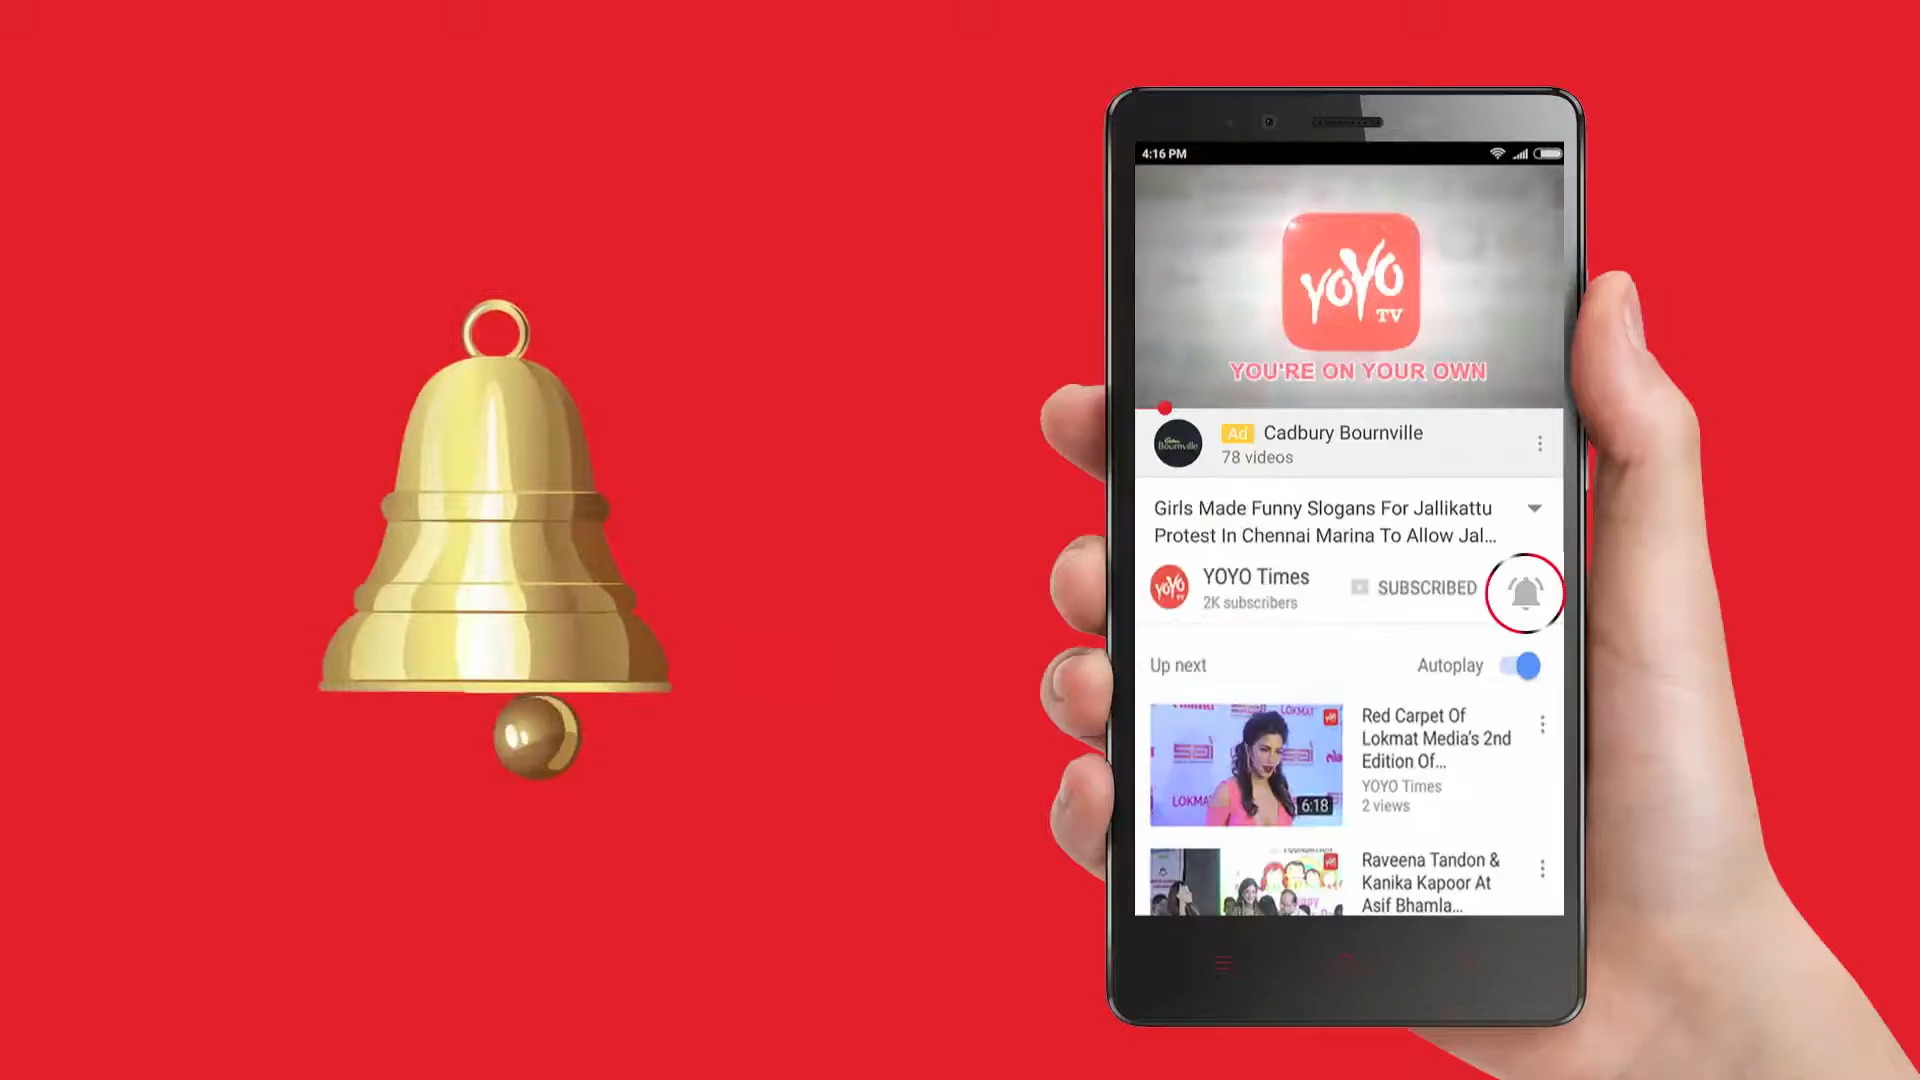 4:16 PM
YOYO
TV
YOU'RE ON YOUR OWN
Bournville
Ad Cadbury Bournville
78 videos
Girls Made Funny Slogans For Jallikattu
Protest In Chennai Marina To Allow Jal...
YOYO Times
2K subscribers
SUBSCRIBED
Up next
Autoplay
LOKMAT
LOKMA
6:18
Red Carpet Of
Lokmat Media's 2nd
Edition Of...
YOYO Times
2 views
Raveena Tandon &
Kanika Kapoor At
Asif Bhamla...